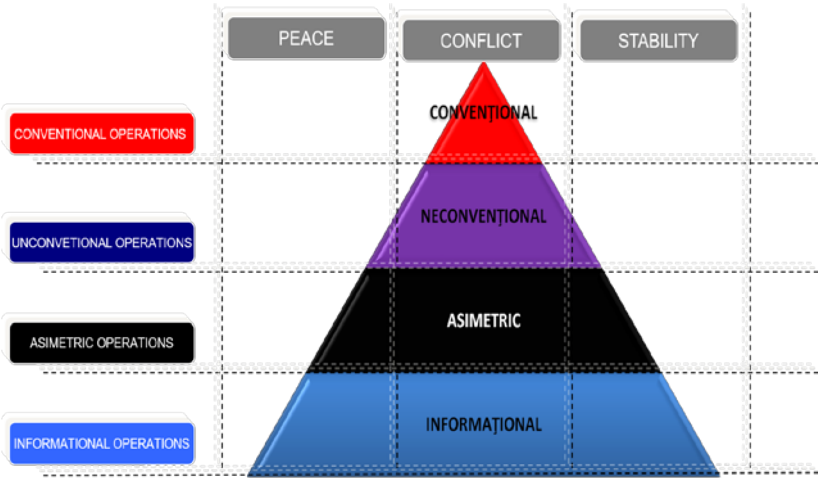 PEACE
CONFLICT
STABILITY
CONVENȚIONAL
CONVENTIONAL OPERATIONS
NECONVENȚIONAL
UNCONVETIONAL OPERATIONS
ASIMETRIC
ASIMETRIC OPERATIONS
INFORMAȚIONAL
INFORMATIONAL OPERATIONS